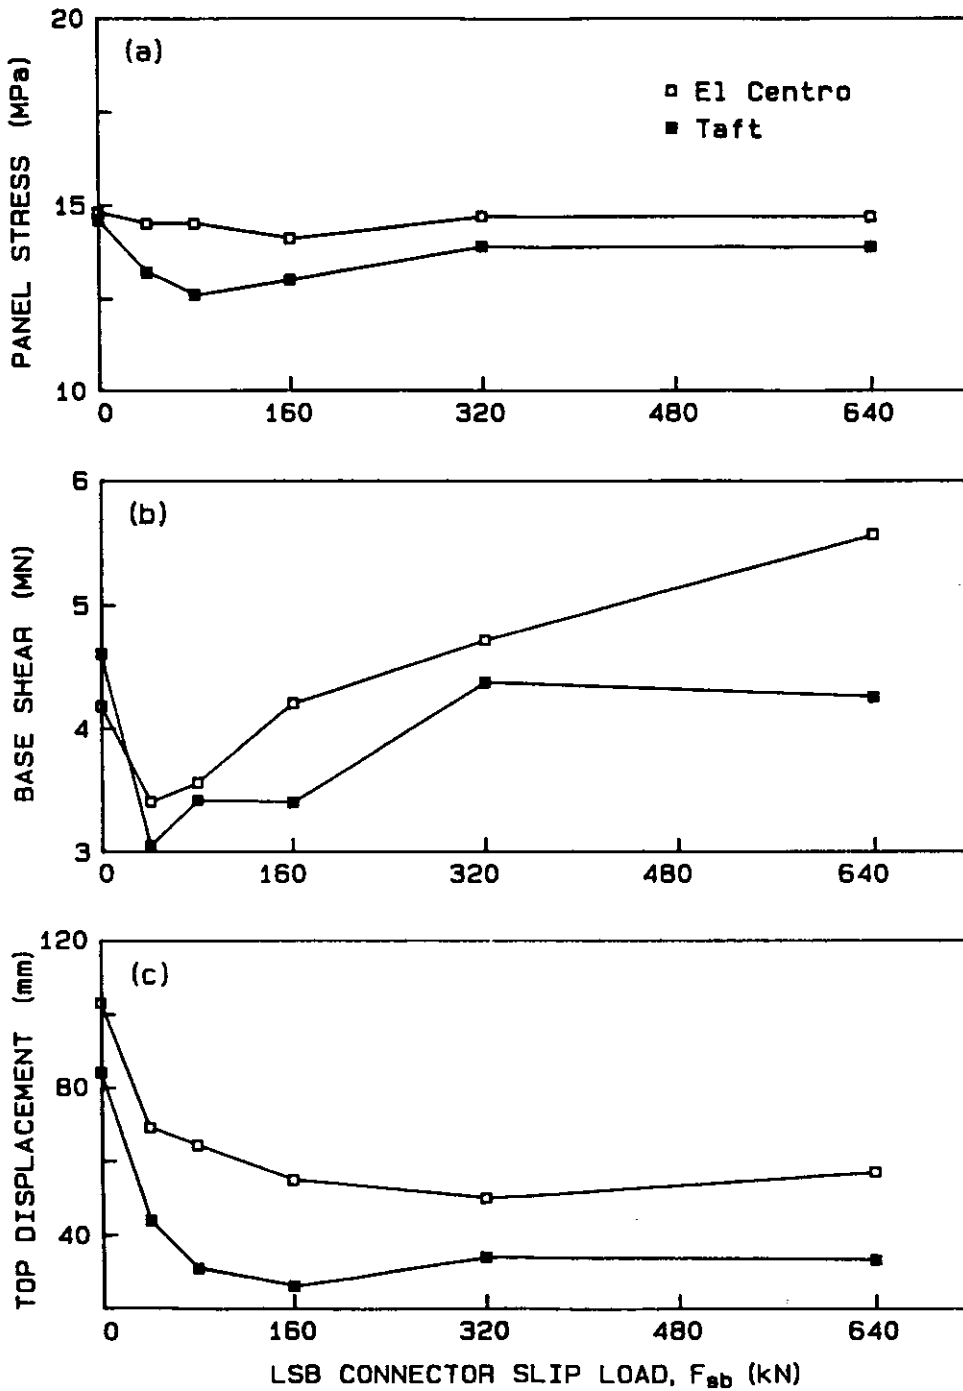 20
(a)
El Centro
Taft
15
10
PANEL STRESS (MPa)
0 160 320 480 640
6
(b)
5
4
3
BASE SHEAR (MN)
0 160 320 480 640
120
(c)
80
40
TOP DISPLACEMENT (mm)
0 160 320 480 640
LSB CONNECTOR SLIP LOAD, Fsb (kN)